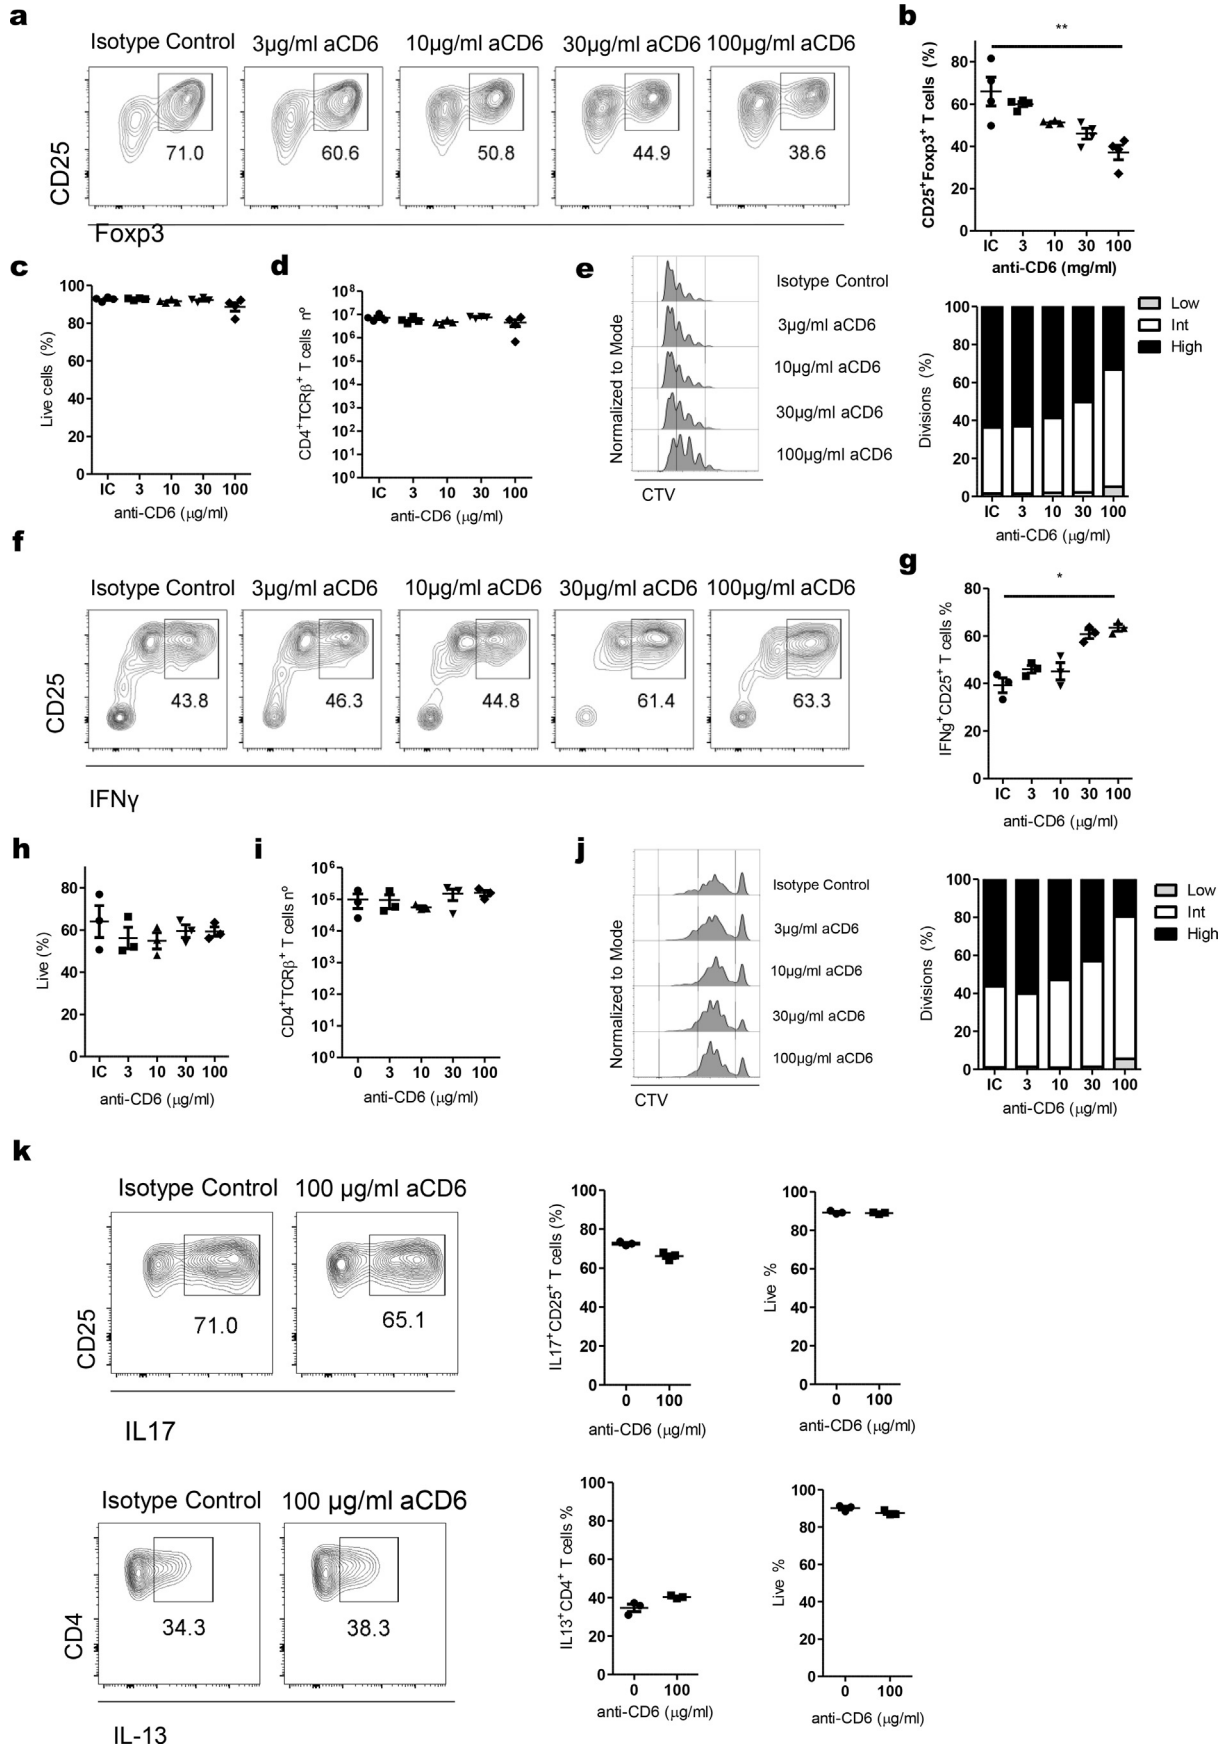 a
Isotype Control 3µg/ml aCD6 10µg/ml aCD6 30µg/ml aCD6 100µg/ml aCD6
71.0 60.6 50.8 44.9 38.6
CD25
Foxp3
b
**
CD25⁺Foxp3⁺ T cells (%)
80
60
40
20
0
IC 3 10 30 100
anti-CD6 (mg/ml)
c
Live cells (%)
100
80
60
40
20
0
IC 3 10 30 100
anti-CD6 (µg/ml)
d
CD4⁺TCRβ⁺ T cells nº
10⁸
10⁷
10⁶
10⁵
10⁴
10³
10²
10¹
10⁰
IC 3 10 30 100
anti-CD6 (µg/ml)
e
Normalized to Mode
Isotype Control
3µg/ml aCD6
10µg/ml aCD6
30µg/ml aCD6
100µg/ml aCD6
CTV
Divisions (%)
100
80
60
40
20
0
IC 3 10 30 100
anti-CD6 (µg/ml)
Low
Int
High
f
Isotype Control 3µg/ml aCD6 10µg/ml aCD6 30µg/ml aCD6 100µg/ml aCD6
43.8 46.3 44.8 61.4 63.3
CD25
IFNγ
g
*
IFNg⁺CD25⁺ T cells %
80
60
40
20
0
IC 3 10 30 100
anti-CD6 (µg/ml)
h
Live (%)
80
60
40
20
0
IC 3 10 30 100
anti-CD6 (µg/ml)
i
CD4⁺TCRβ⁺ T cells nº
10⁶
10⁵
10⁴
10³
10²
10¹
10⁰
0 3 10 30 100
anti-CD6 (µg/ml)
j
Normalized to Mode
Isotype Control
3µg/ml aCD6
10µg/ml aCD6
30µg/ml aCD6
100µg/ml aCD6
CTV
Divisions (%)
100
80
60
40
20
0
IC 3 10 30 100
anti-CD6 (µg/ml)
Low
Int
High
k
Isotype Control 100 µg/ml aCD6
71.0 65.1
CD25
IL17
IL17⁺CD25⁺ T cells (%)
100
80
60
40
20
0
0 100
anti-CD6 (µg/ml)
Live %
100
80
60
40
20
0
0 100
anti-CD6 (µg/ml)
Isotype Control 100 µg/ml aCD6
34.3 38.3
CD4
IL-13
IL13⁺CD4⁺ T cells %
100
80
60
40
20
0
0 100
anti-CD6 (µg/ml)
Live %
100
80
60
40
20
0
0 100
anti-CD6 (µg/ml)